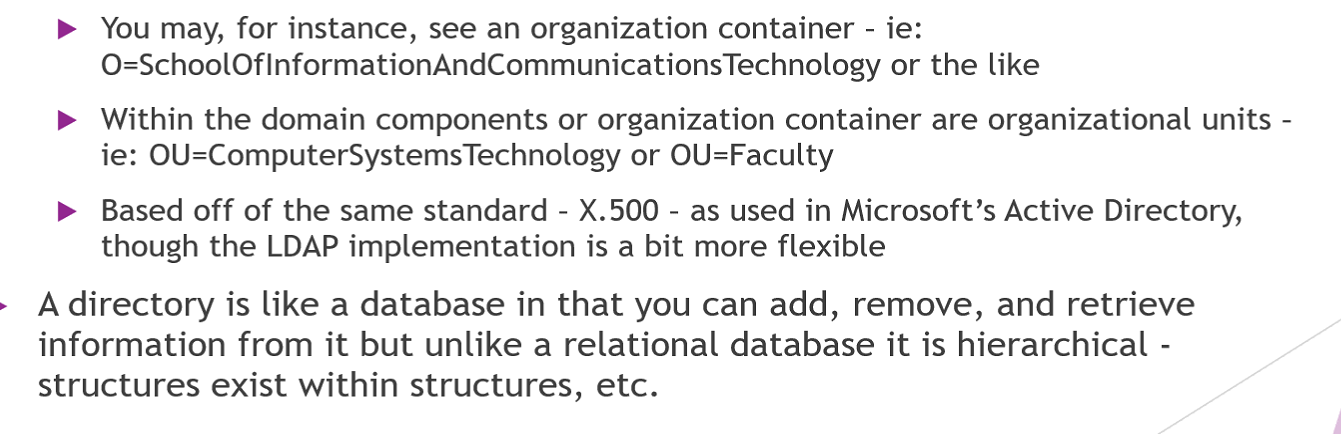 You may, for instance, see an organization container – ie:
O=SchoolOfInformationAndCommunicationsTechnology or the like
Within the domain components or organization container are organizational units –
ie: OU=ComputerSystemsTechnology or OU=Faculty
Based off of the same standard – X.500 – as used in Microsoft’s Active Directory,
though the LDAP implementation is a bit more flexible
A directory is like a database in that you can add, remove, and retrieve
information from it but unlike a relational database it is hierarchical -
structures exist within structures, etc.